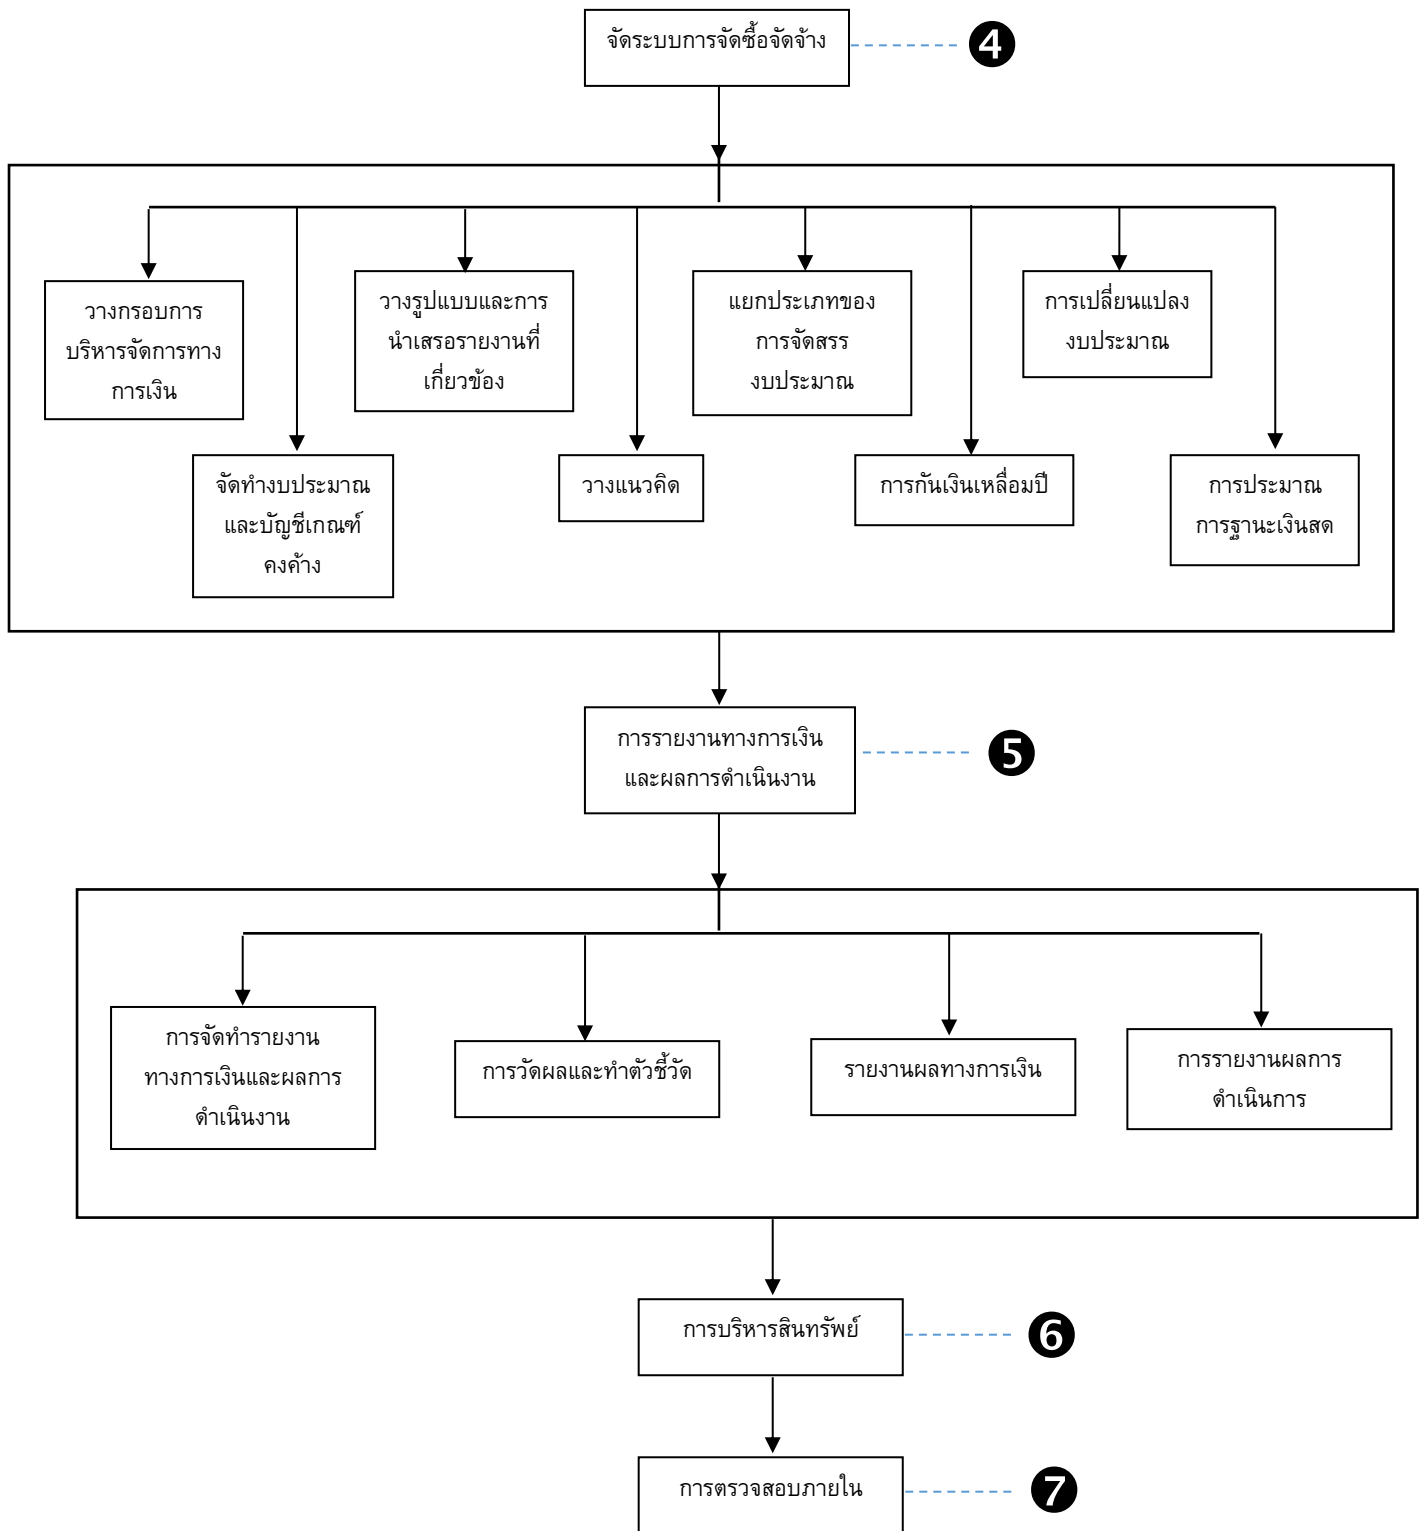 จัดระบบการจัดซื้อจัดจ้าง
4
วางกรอบการ
บริหารจัดการทาง
การเงิน
วางรูปแบบและการ
นำเสรอรายงานที่
เกี่ยวข้อง
แยกประเภทของ
การจัดสรร
งบประมาณ
การเปลี่ยนแปลง
งบประมาณ
จัดทำงบประมาณ
และบัญชีเกณฑ์
คงค้าง
วางแนวคิด
การกันเงินเหลื่อมปี
การประมาณ
การฐานะเงินสด
การรายงานทางการเงิน
และผลการดำเนินงาน
5
การจัดทำรายงาน
ทางการเงินและผลการ
ดำเนินงาน
การวัดผลและทำตัวชี้วัด
รายงานผลทางการเงิน
การรายงานผลการ
ดำเนินการ
การบริหารสินทรัพย์
6
การตรวจสอบภายใน
7